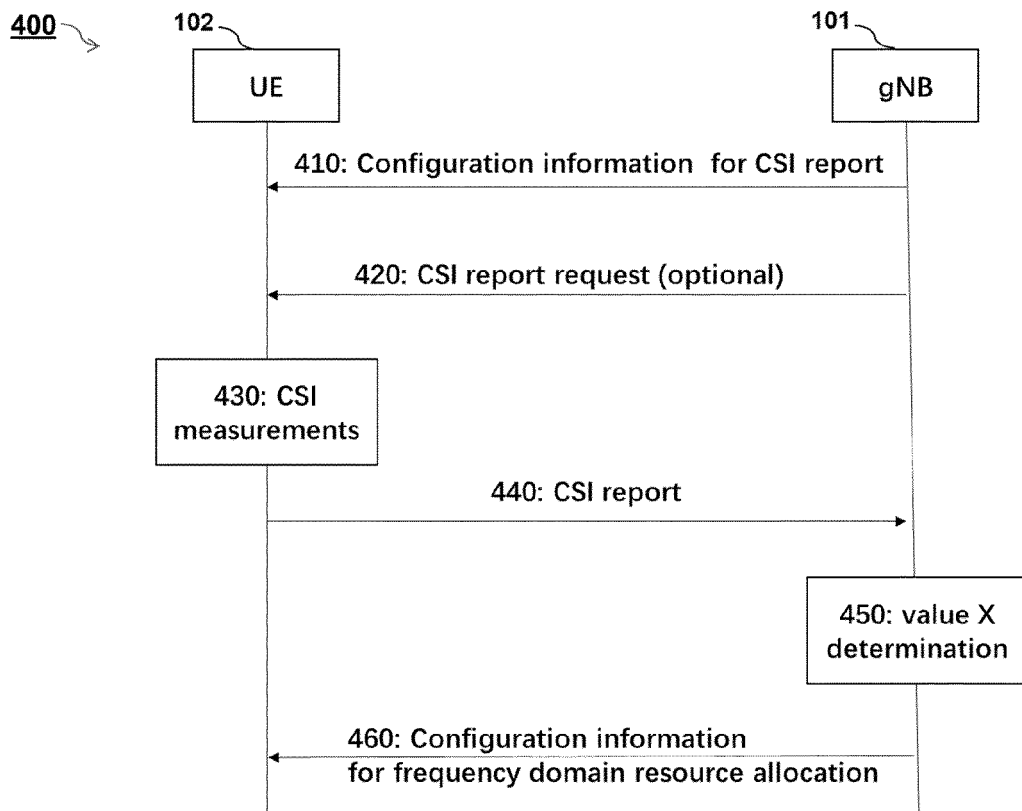 400
102
101
UE
gNB
410: Configuration information for CSI report
420: CSI report request (optional)
430: CSI
measurements
440: CSI report
450: value X
determination
460: Configuration information
for frequency domain resource allocation